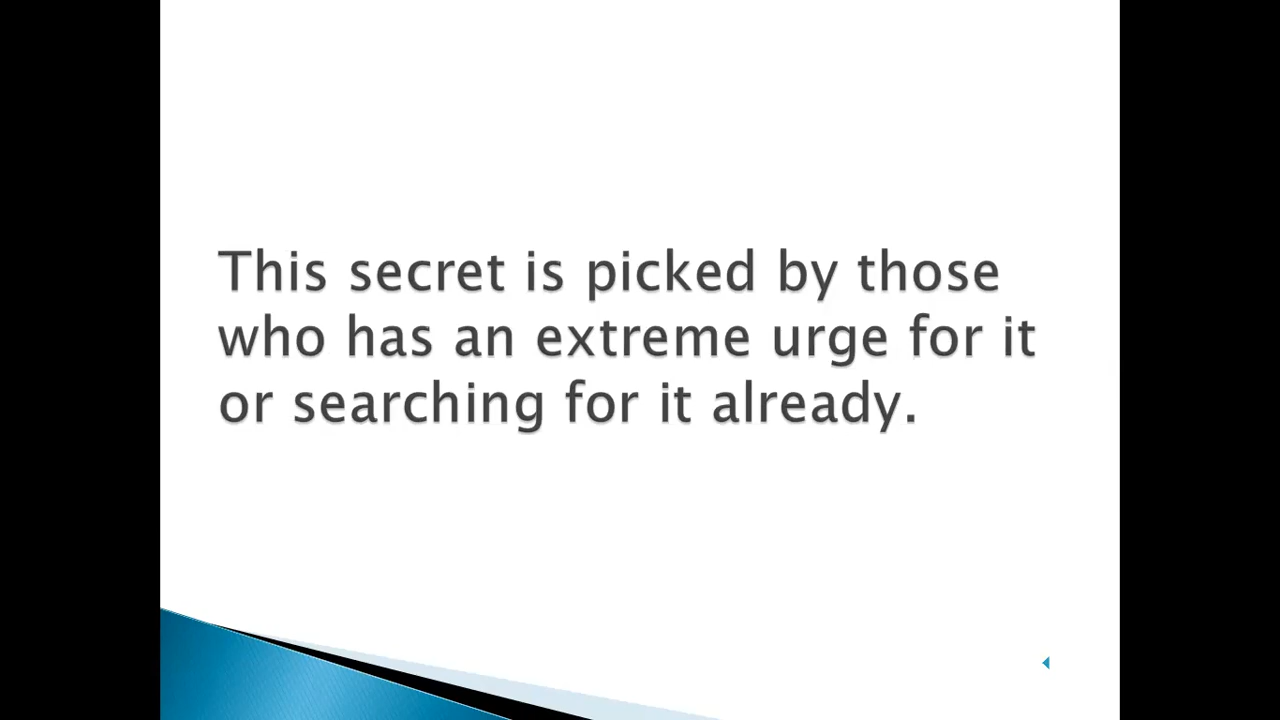 This secret is picked by those
who has an extreme urge for it
or searching for it already.